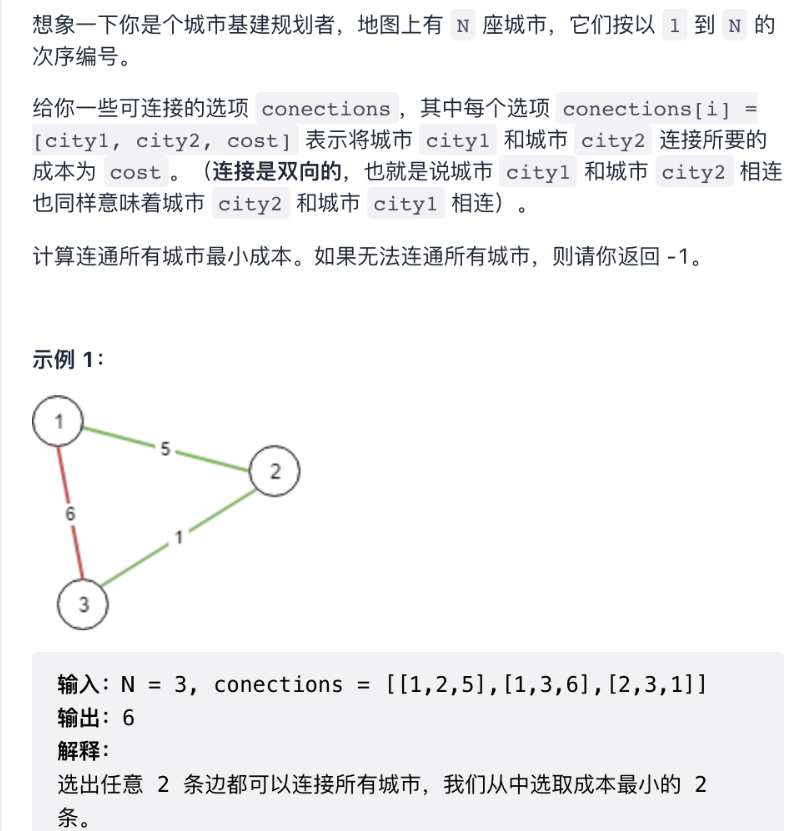 想象一下你是个城市基建规划者，地图上有 N 座城市，它们按以 1 到 N 的
次序编号。
给你一些可连接的选项 conections，其中每个选项 conections[i] =
[city1, city2, cost] 表示将城市 city1 和城市 city2 连接所要的
成本为 cost。（连接是双向的，也就是说城市 city1 和城市 city2 相连
也同样意味着城市 city2 和城市 city1 相连）。
计算连通所有城市最小成本。如果无法连通所有城市，则请你返回 -1。
示例 1：
1
5
2
6
1
3
输入：N = 3, conections = [[1,2,5],[1,3,6],[2,3,1]]
输出：6
解释：
选出任意 2 条边都可以连接所有城市，我们从中选取成本最小的 2
条。